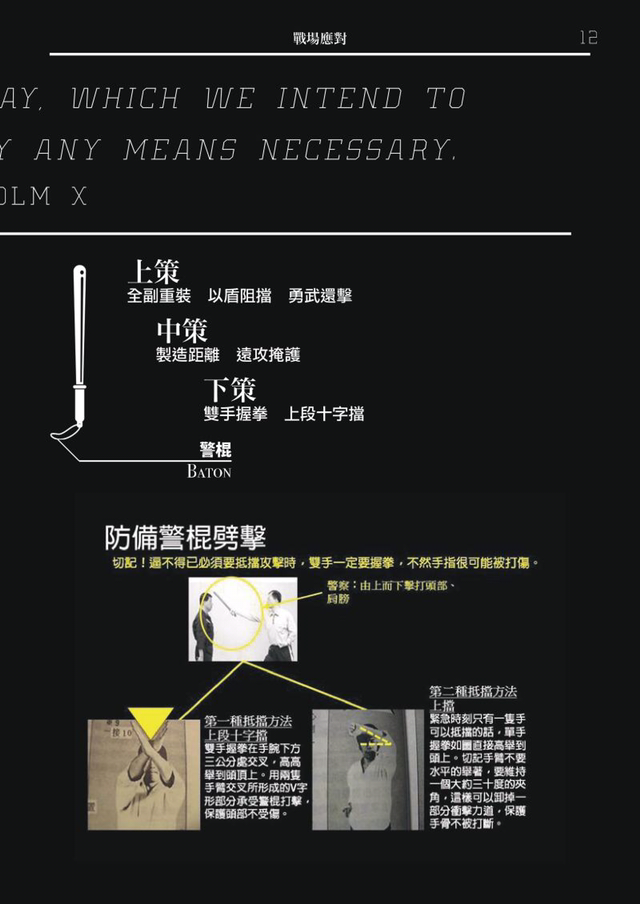 戰場應對
12
AY, WHICH WE INTEND TO
Y ANY MEANS NECESSARY.
OLM X
上策
全副重裝 以盾阻擋 勇武還擊
中策
製造距離 遠攻掩護
下策
雙手握拳 上段十字擋
警棍
BATON
防備警棍劈擊
切記！逼不得已必須要抵擋攻擊時，雙手一定要握拳，不然手指很可能被打傷。
警察：由上而下擊打頭部、
肩膀
第一種抵擋方法
上段十字擋
雙手握拳在手腕下方
三公分處交叉，高高
舉到頭頂上。用兩隻
手臂交叉所形成的V字
形部分承受警棍打擊，
保護頭部不受傷。
第二種抵擋方法
上擋
緊急時刻只有一隻手
可以抵擋的話，單手
握拳如圖直接高舉到
頭上。切記手臂不要
水平的舉著，要維持
一個大約三十度的夾
角，這樣可以卸掉一
部分衝擊力道，保護
手骨不被打斷。